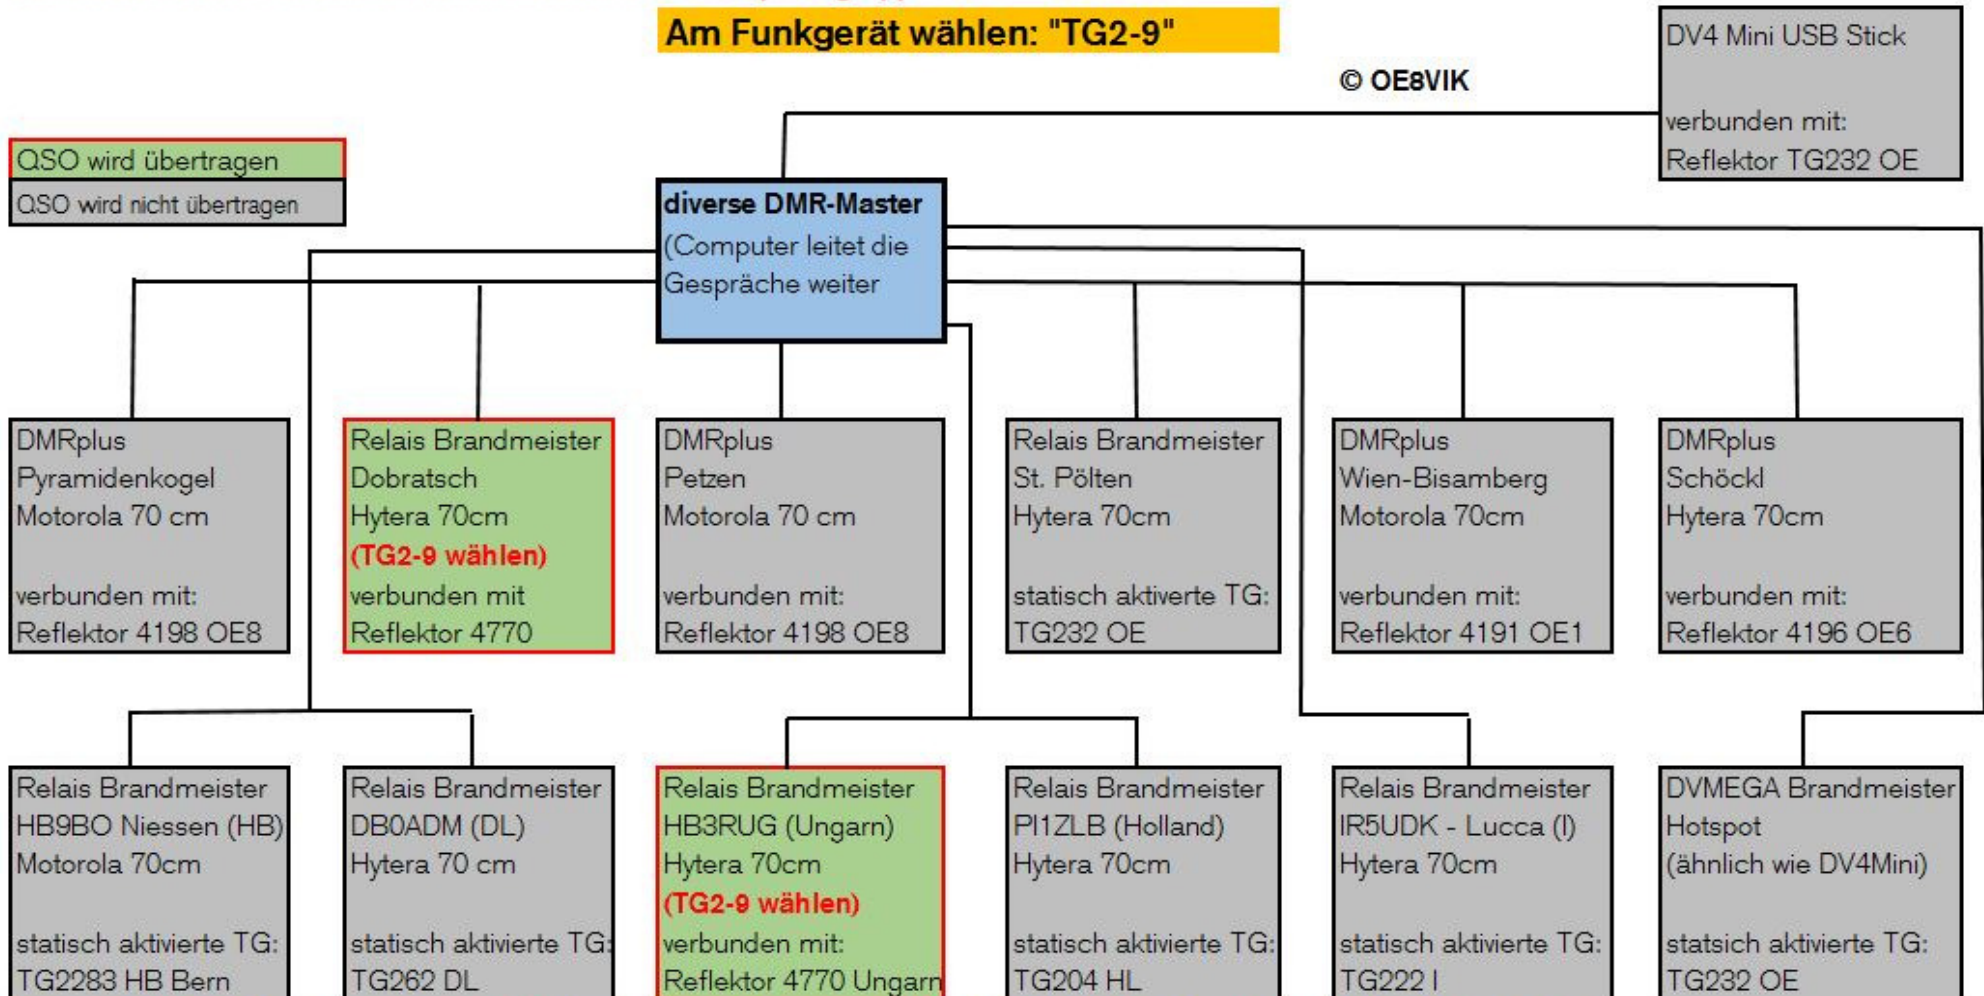 Am Funkgerät wählen: "TG2-9"
© OE8VIK
DV4 Mini USB Stick
verbunden mit:
Reflektor TG232 OE
QSO wird übertragen
QSO wird nicht übertragen
diverse DMR-Master
(Computer leitet die
Gespräche weiter
DMRplus
Pyramidenkogel
Motorola 70 cm
verbunden mit:
Reflektor 4198 OE8
Relais Brandmeister
Dobratsch
Hytera 70cm
(TG2-9 wählen)
verbunden mit
Reflektor 4770
DMRplus
Petzen
Motorola 70 cm
verbunden mit:
Reflektor 4198 OE8
Relais Brandmeister
St. Pölten
Hytera 70cm
statisch aktiverte TG:
TG232 OE
DMRplus
Wien-Bisamberg
Motorola 70cm
verbunden mit:
Reflektor 4191 OE1
DMRplus
Schöckl
Hytera 70cm
verbunden mit:
Reflektor 4196 OE6
Relais Brandmeister
HB9BO Niessen (HB)
Motorola 70cm
statisch aktivierte TG:
TG2283 HB Bern
Relais Brandmeister
DB0ADM (DL)
Hytera 70 cm
statisch aktivierte TG:
TG262 DL
Relais Brandmeister
HB3RUG (Ungarn)
Hytera 70cm
(TG2-9 wählen)
verbunden mit:
Reflektor 4770 Ungarn
Relais Brandmeister
PI1ZLB (Holland)
Hytera 70cm
statisch aktivierte TG:
TG204 HL
Relais Brandmeister
IR5UDK - Lucca (I)
Hytera 70cm
statisch aktivierte TG:
TG222 I
DVMEGA Brandmeister
Hotspot
(ähnlich wie DV4Mini)
statsich aktivierte TG:
TG232 OE